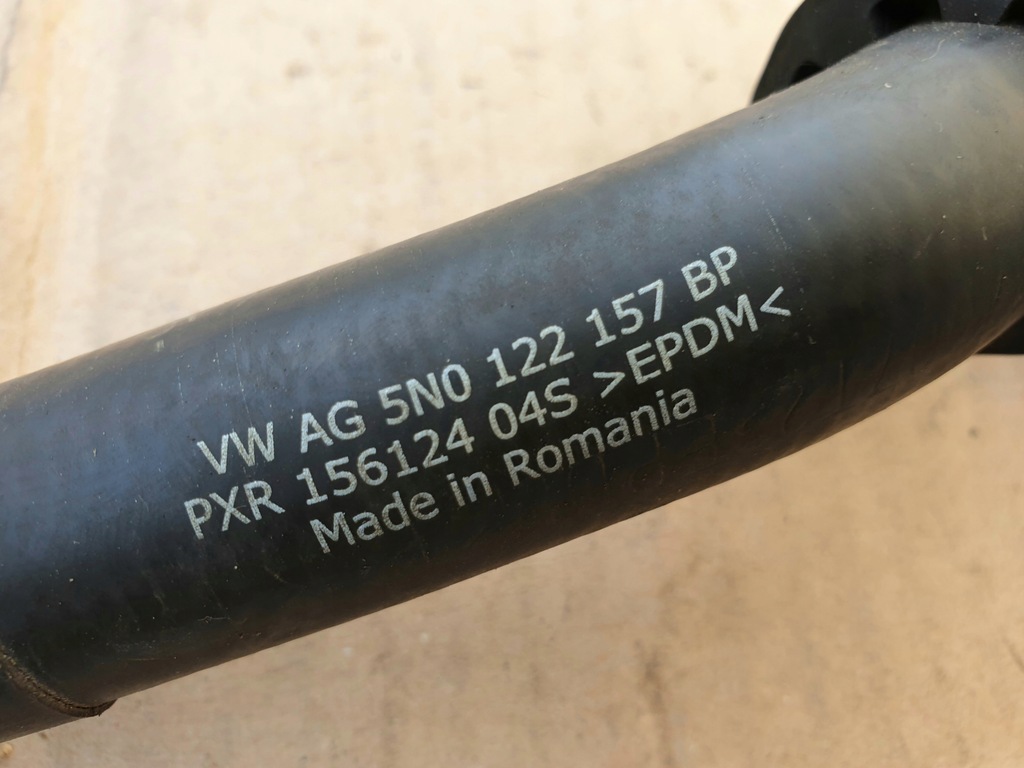 VW AG 5N0 122 157 BP
PXR 156124 04S >EPDM<
Made in Romania